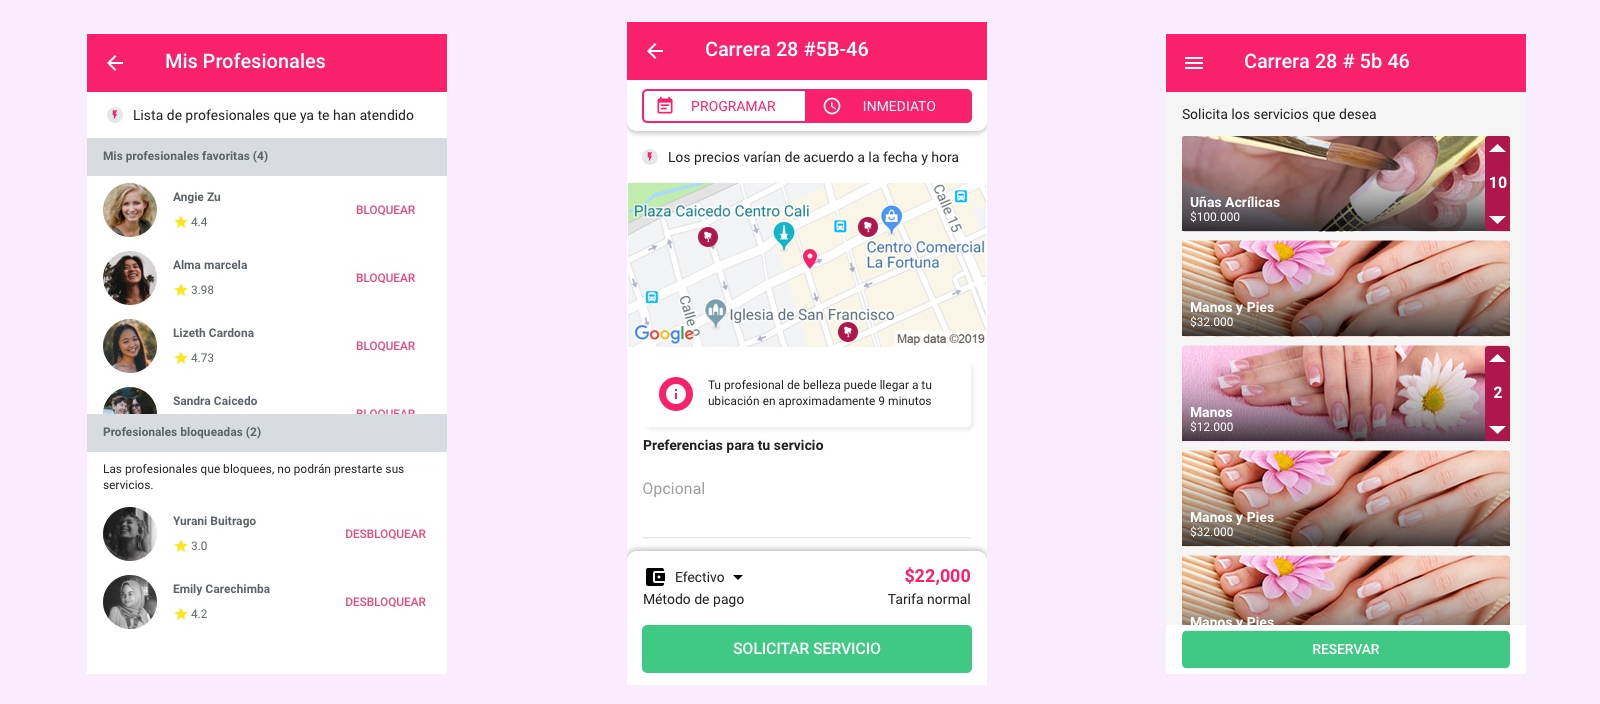 Mis Profesionales
Lista de profesionales que ya te han atendido
Mis profesionales favoritas (4)
Angie Zu
4.4
BLOQUEAR
Alma marcela
3.98
BLOQUEAR
Lizeth Cardona
4.73
BLOQUEAR
Sandra Caicedo
BLOQUEAR
Profesionales bloqueadas (2)
Las profesionales que bloquees, no podrán prestarte sus
servicios.
Yurani Buitrago
3.0
DESBLOQUEAR
Emily Carechimba
4.2
DESBLOQUEAR
Carrera 28 #5B-46
PROGRAMAR
INMEDIATO
Los precios varían de acuerdo a la fecha y hora
Plaza Caicedo Centro Cali
Calle 15
Centro Comercial
La Fortuna
Calle
Iglesia de San Francisco
Google
Map data ©2019
Tu profesional de belleza puede llegar a tu
ubicación en aproximadamente 9 minutos
Preferencias para tu servicio
Opcional
Efectivo
$22,000
Método de pago
Tarifa normal
SOLICITAR SERVICIO
Carrera 28 # 5b 46
Solicita los servicios que desea
Uñas Acrílicas
$100.000
10
Manos y Pies
$32.000
Manos
$12.000
2
Manos y Pies
$32.000
Manos y Pies
RESERVAR